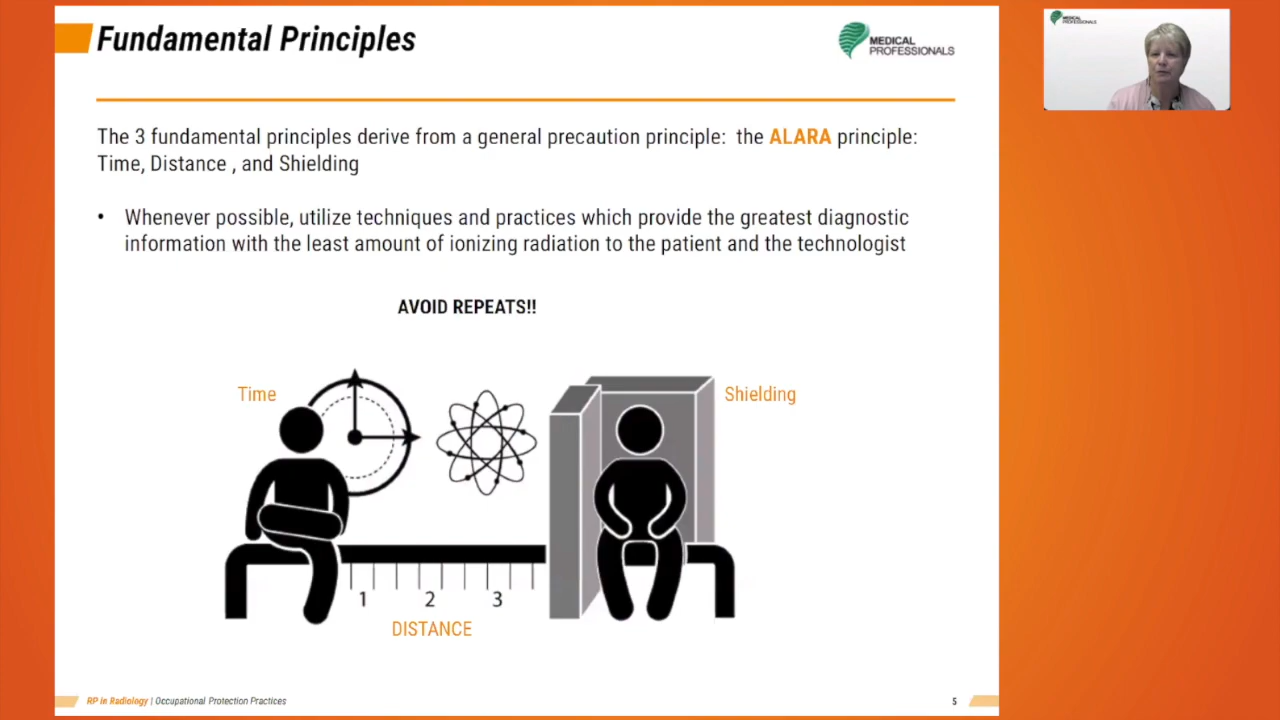 Fundamental Principles
MEDICAL
PROFESSIONALS
MEDICAL
PROFESSIONALS
The 3 fundamental principles derive from a general precaution principle:  the ALARA principle:
Time, Distance , and Shielding
• Whenever possible, utilize techniques and practices which provide the greatest diagnostic
information with the least amount of ionizing radiation to the patient and the technologist
AVOID REPEATS!!
Time
Shielding
1 2 3
DISTANCE
RP in Radiology | Occupational Protection Practices
5